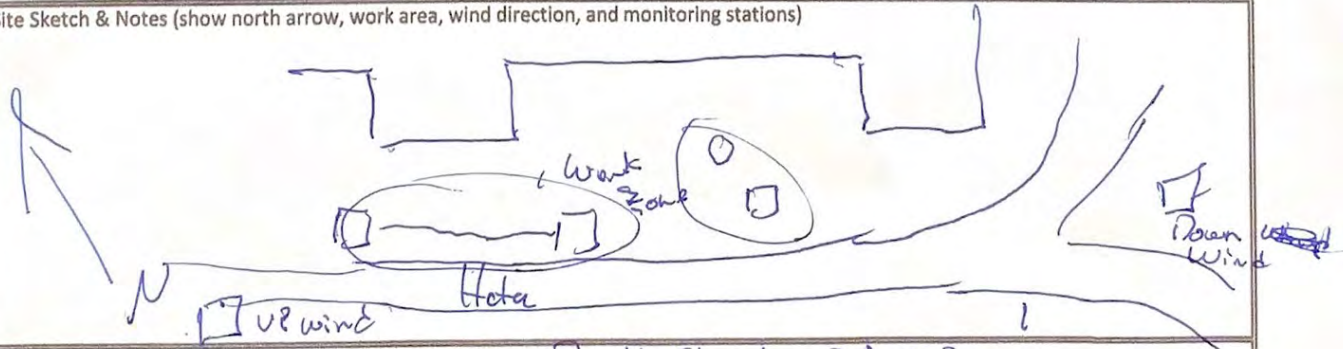 ite Sketch & Notes (show north arrow, work area, wind direction, and monitoring stations)
Work
Zone
Down
Wind
N
UP wind